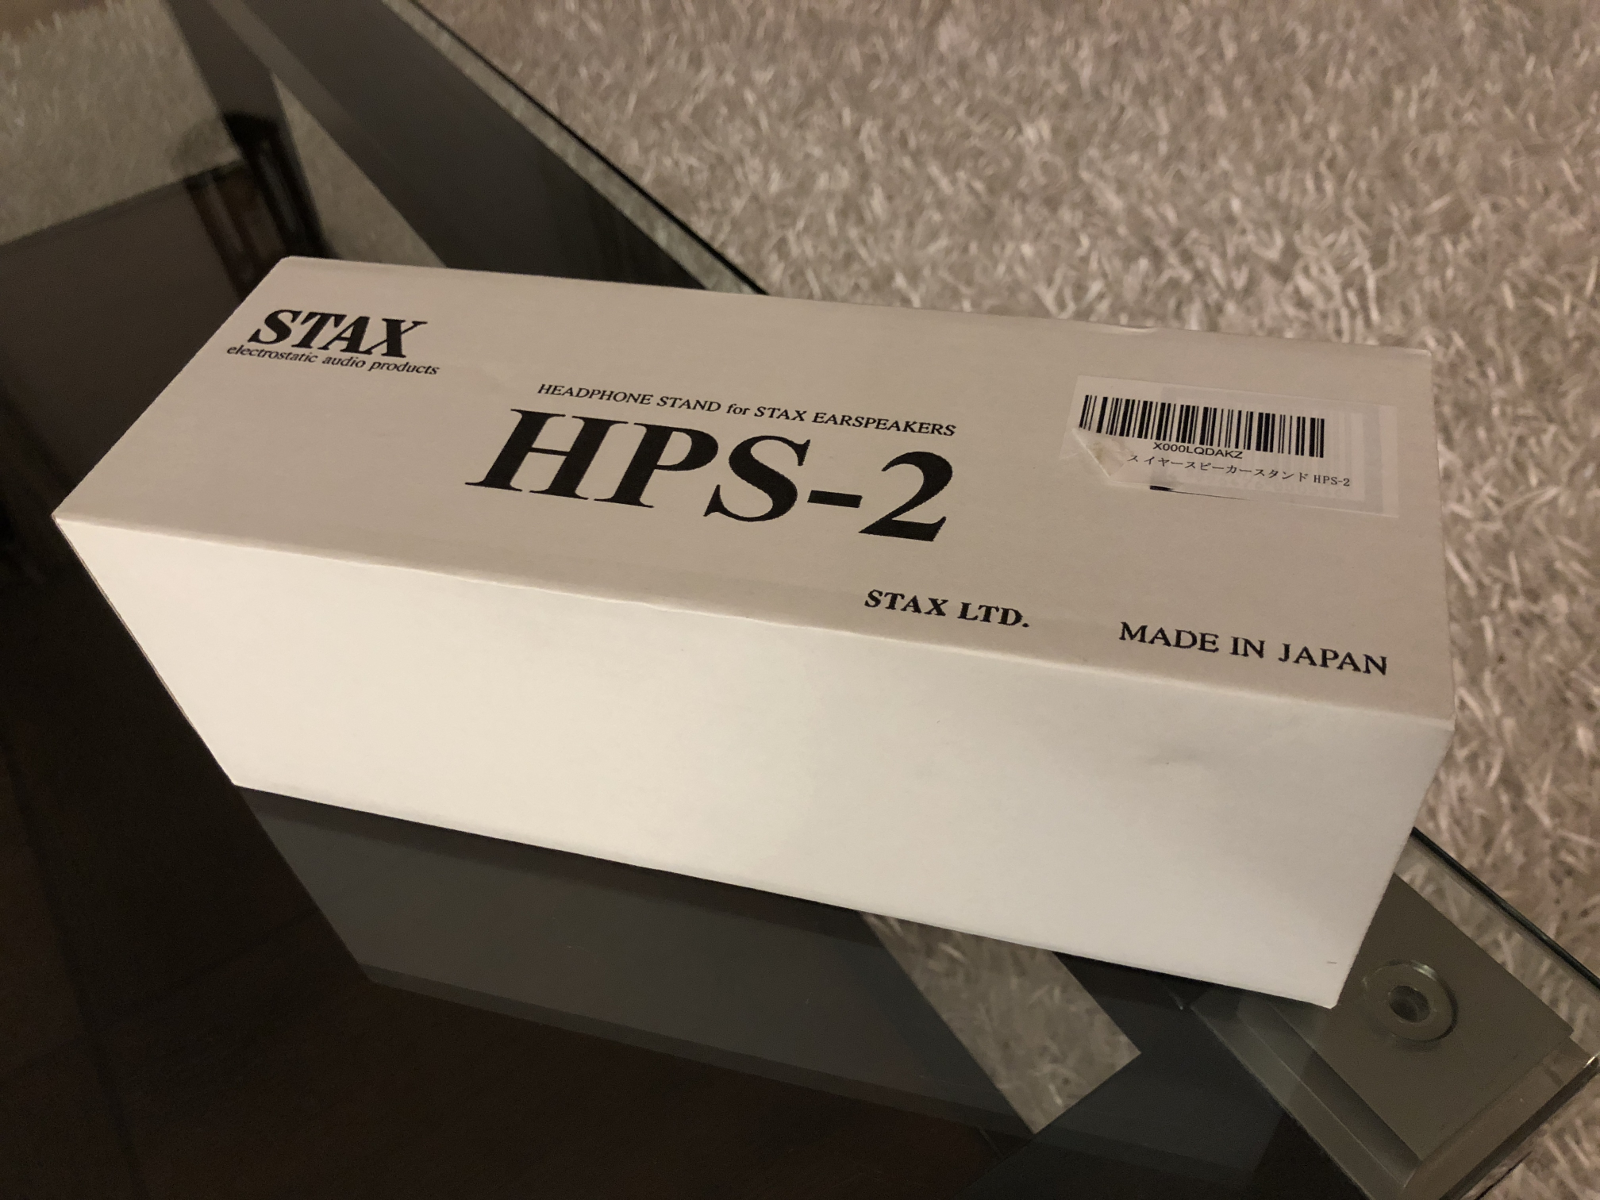 STAX
electrostatic audio products
HEADPHONE STAND for STAX EARSPEAKERS
HPS-2
X000LQDAKZ
イヤースピーカースタンド HPS-2
STAX LTD.
MADE IN JAPAN